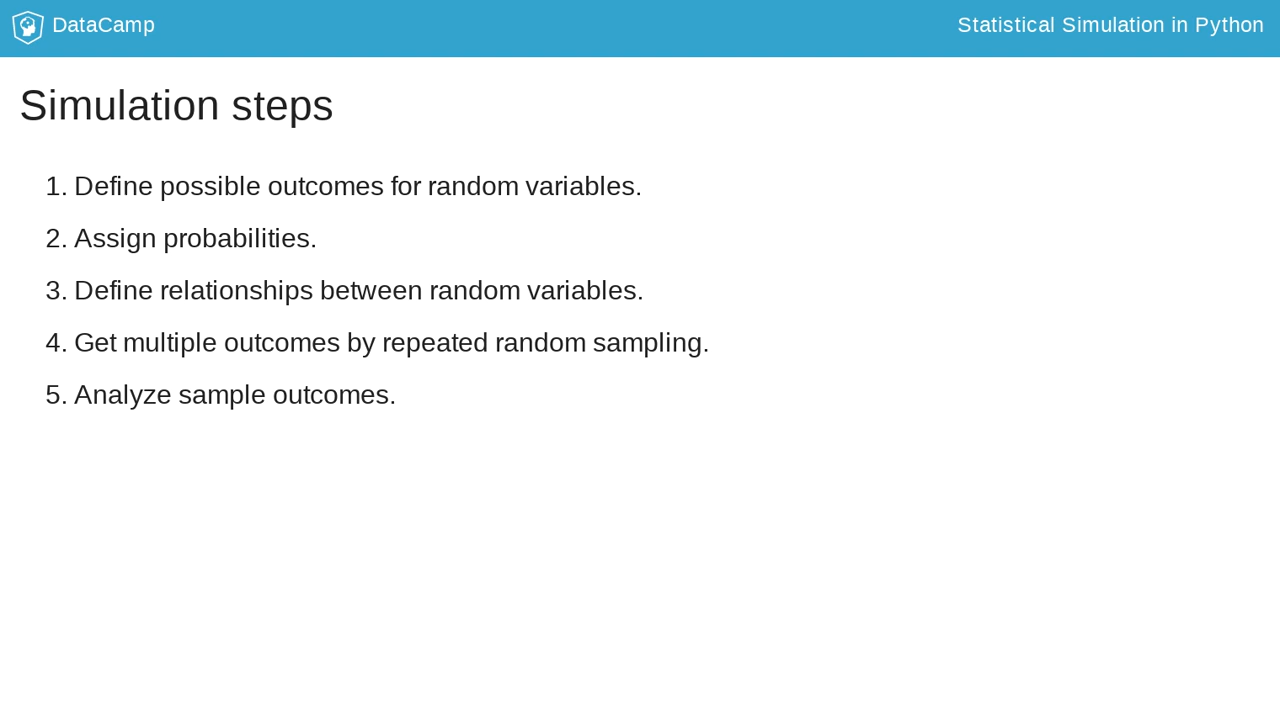 DataCamp
Statistical Simulation in Python
Simulation steps
1. Define possible outcomes for random variables.
2. Assign probabilities.
3. Define relationships between random variables.
4. Get multiple outcomes by repeated random sampling.
5. Analyze sample outcomes.